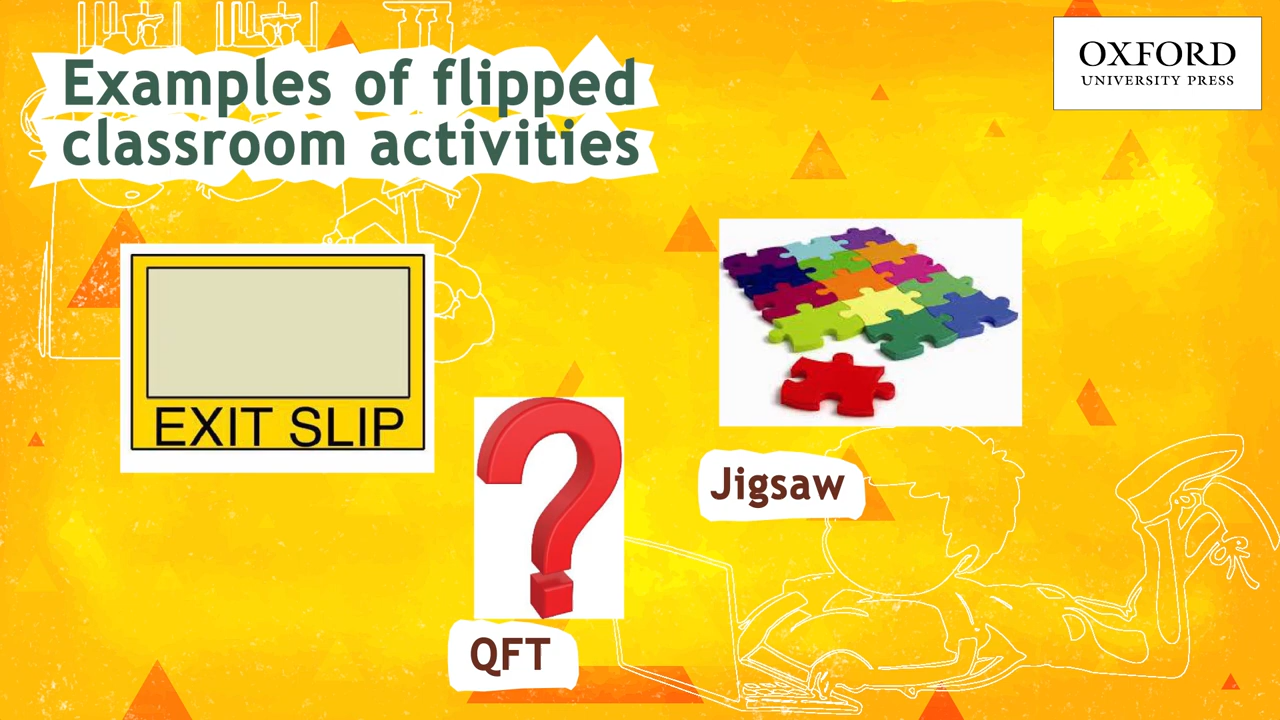 Examples of flipped
classroom activities
OXFORD
UNIVERSITY PRESS
EXIT SLIP
Jigsaw
QFT